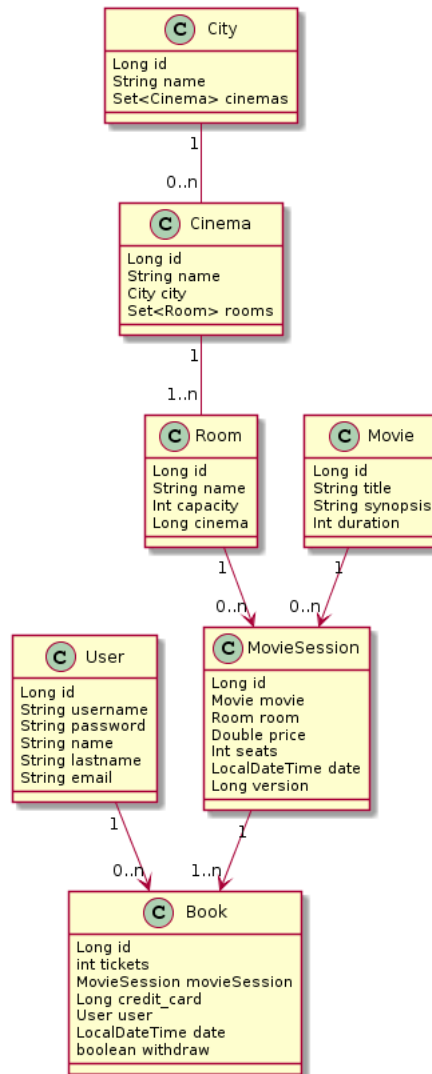 C City
Long id
String name
Set<Cinema> cinemas
1
0..n
C Cinema
Long id
String name
City city
Set<Room> rooms
1
1..n
C Room
Long id
String name
Int capacity
Long cinema
C Movie
Long id
String title
String synopsis
Int duration
1
1
0..n
0..n
C User
Long id
String username
String password
String name
String lastname
String email
C MovieSession
Long id
Movie movie
Room room
Double price
Int seats
LocalDateTime date
Long version
1
1
0..n
1..n
C Book
Long id
int tickets
MovieSession movieSession
Long credit_card
User user
LocalDateTime date
boolean withdraw